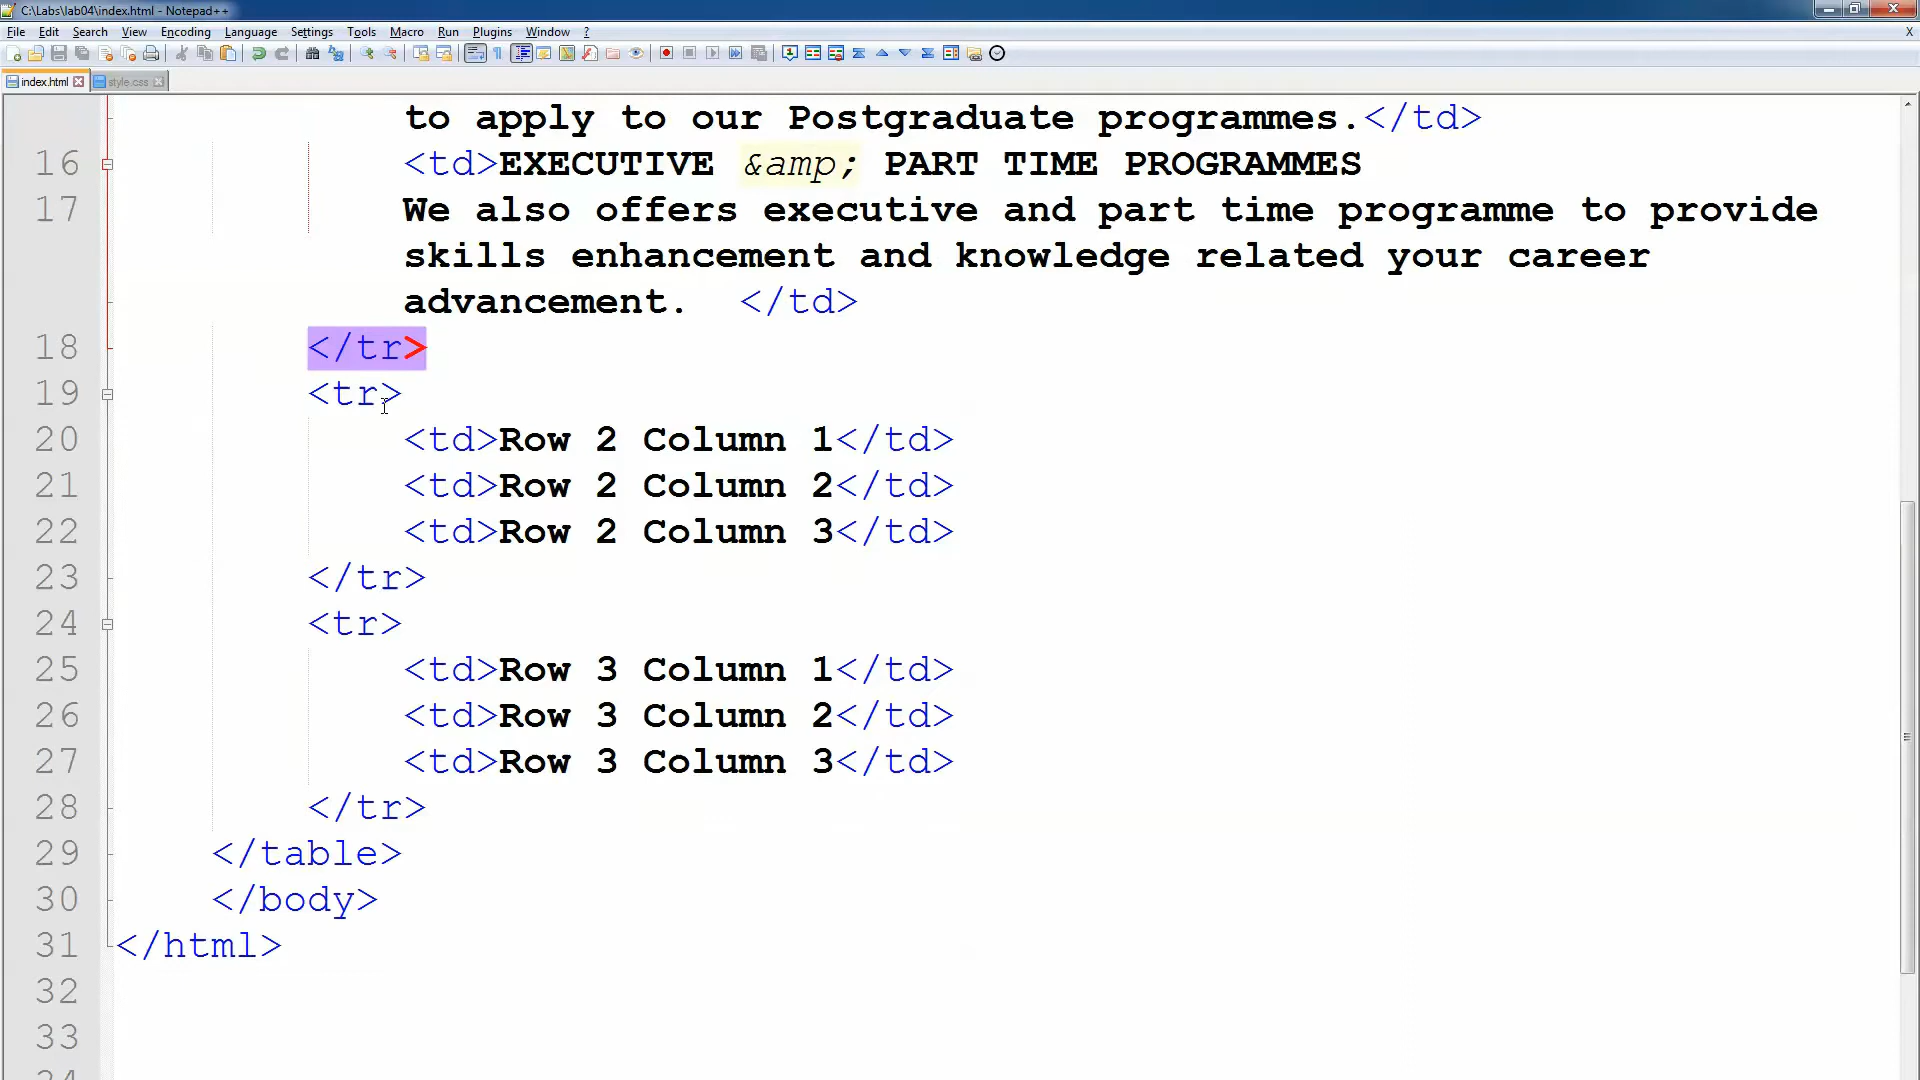 C:\Labs\lab04\index.html - Notepad++
File Edit Search View Encoding Language Settings Tools Macro Run Plugins Window ? X
index.html style.css
to apply to our Postgraduate programmes.</td>
16 <td>EXECUTIVE &amp; PART TIME PROGRAMMES
17 We also offers executive and part time programme to provide
skills enhancement and knowledge related your career
advancement.  </td>
18 </tr>
19 <tr>
20 <td>Row 2 Column 1</td>
21 <td>Row 2 Column 2</td>
22 <td>Row 2 Column 3</td>
23 </tr>
24 <tr>
25 <td>Row 3 Column 1</td>
26 <td>Row 3 Column 2</td>
27 <td>Row 3 Column 3</td>
28 </tr>
29 </table>
30 </body>
31 </html>
32
33
34